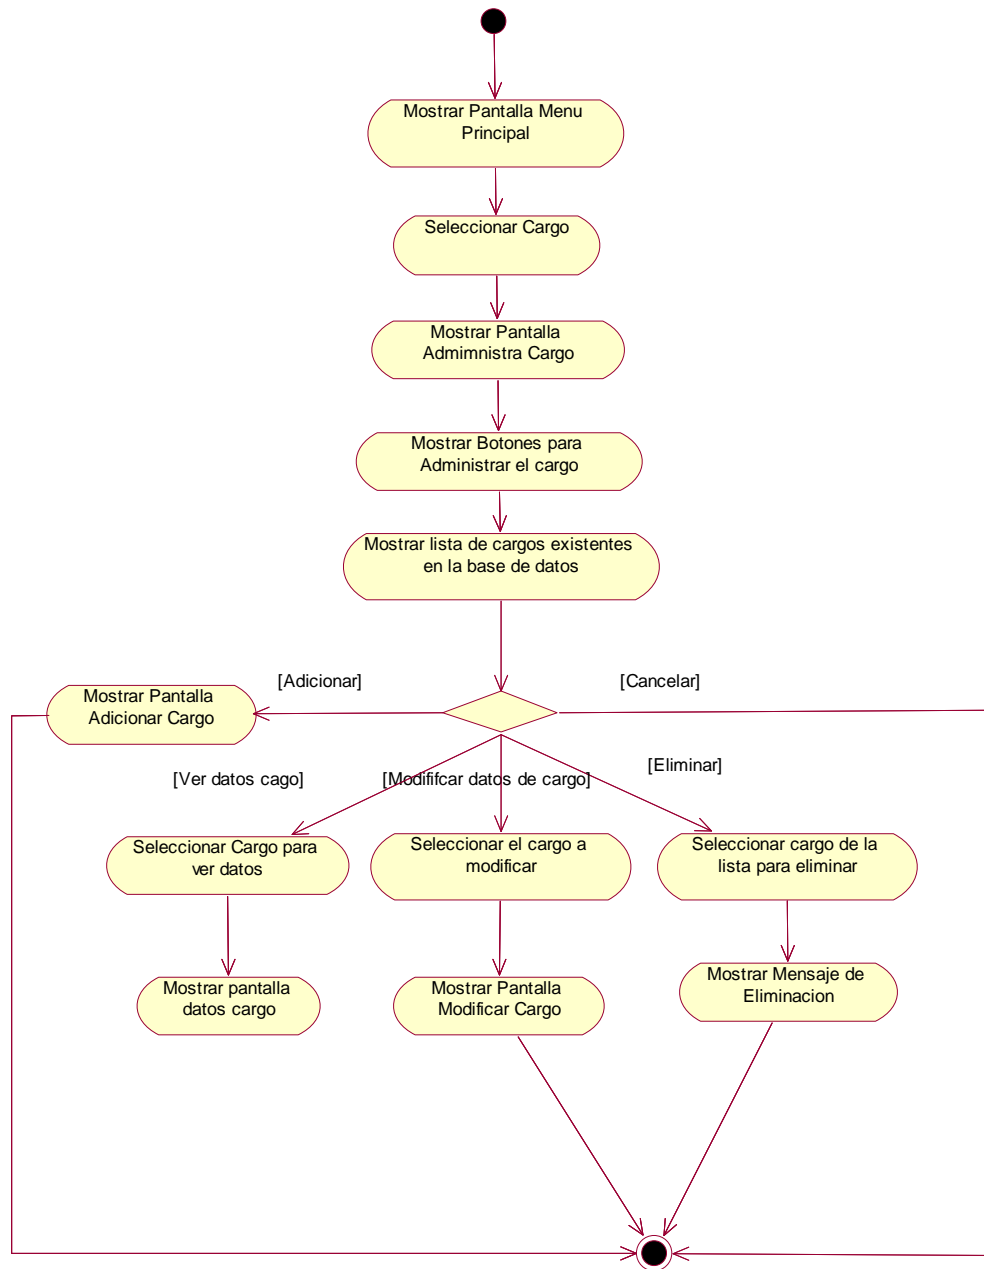 Mostrar Pantalla Menu
Principal
Seleccionar Cargo
Mostrar Pantalla
Admimnistra Cargo
Mostrar Botones para
Administrar el cargo
Mostrar lista de cargos existentes
en la base de datos
[Adicionar]
[Cancelar]
Mostrar Pantalla
Adicionar Cargo
[Ver datos cago]
[Modififcar datos de cargo]
[Eliminar]
Seleccionar Cargo para
ver datos
Seleccionar el cargo a
modificar
Seleccionar cargo de la
lista para eliminar
Mostrar pantalla
datos cargo
Mostrar Pantalla
Modificar Cargo
Mostrar Mensaje de
Eliminacion